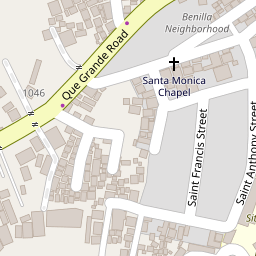 Benilla
Neighborhood
Que Grande Road
Santa Monica
Chapel
1046
Saint Francis Street
Saint Anthony Street